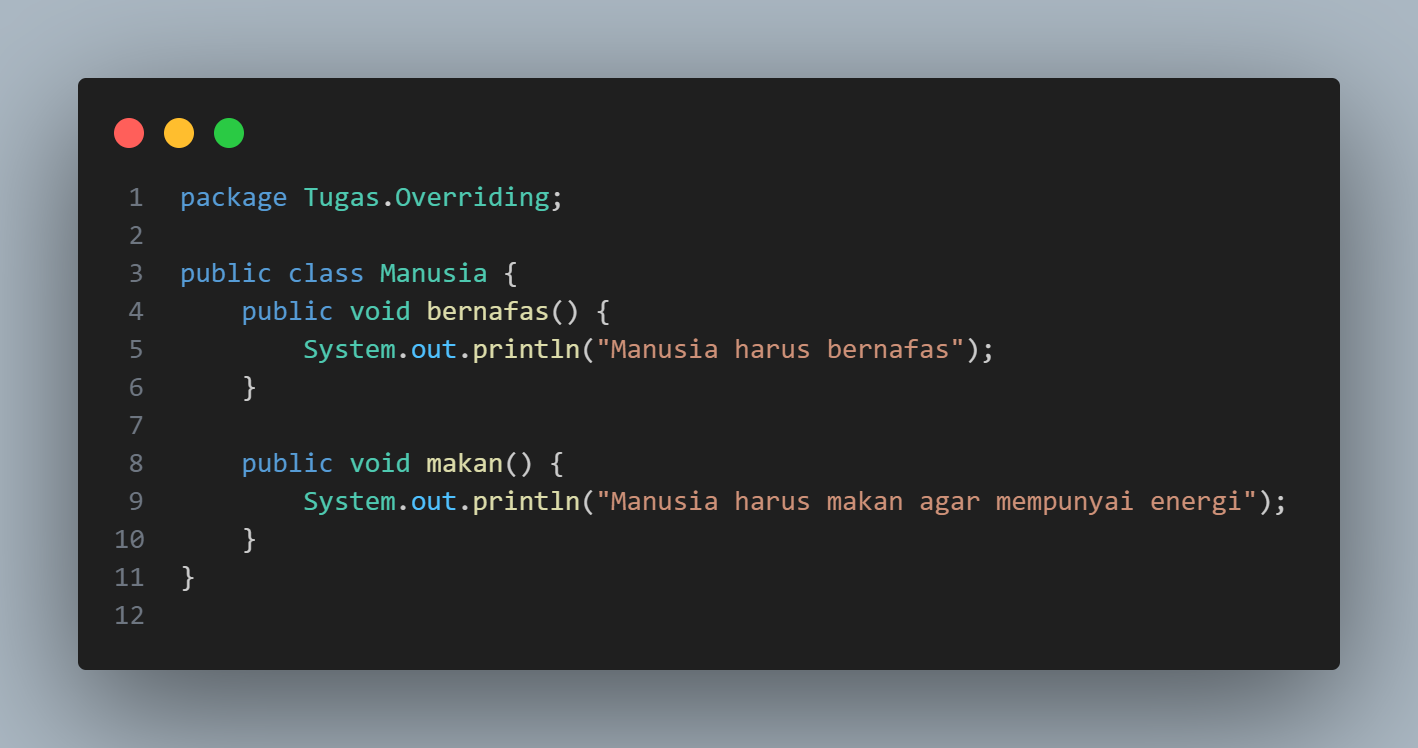 1 package Tugas.Overriding;
2
3 public class Manusia {
4     public void bernafas() {
5         System.out.println("Manusia harus bernafas");
6     }
7
8     public void makan() {
9         System.out.println("Manusia harus makan agar mempunyai energi");
10     }
11 }
12